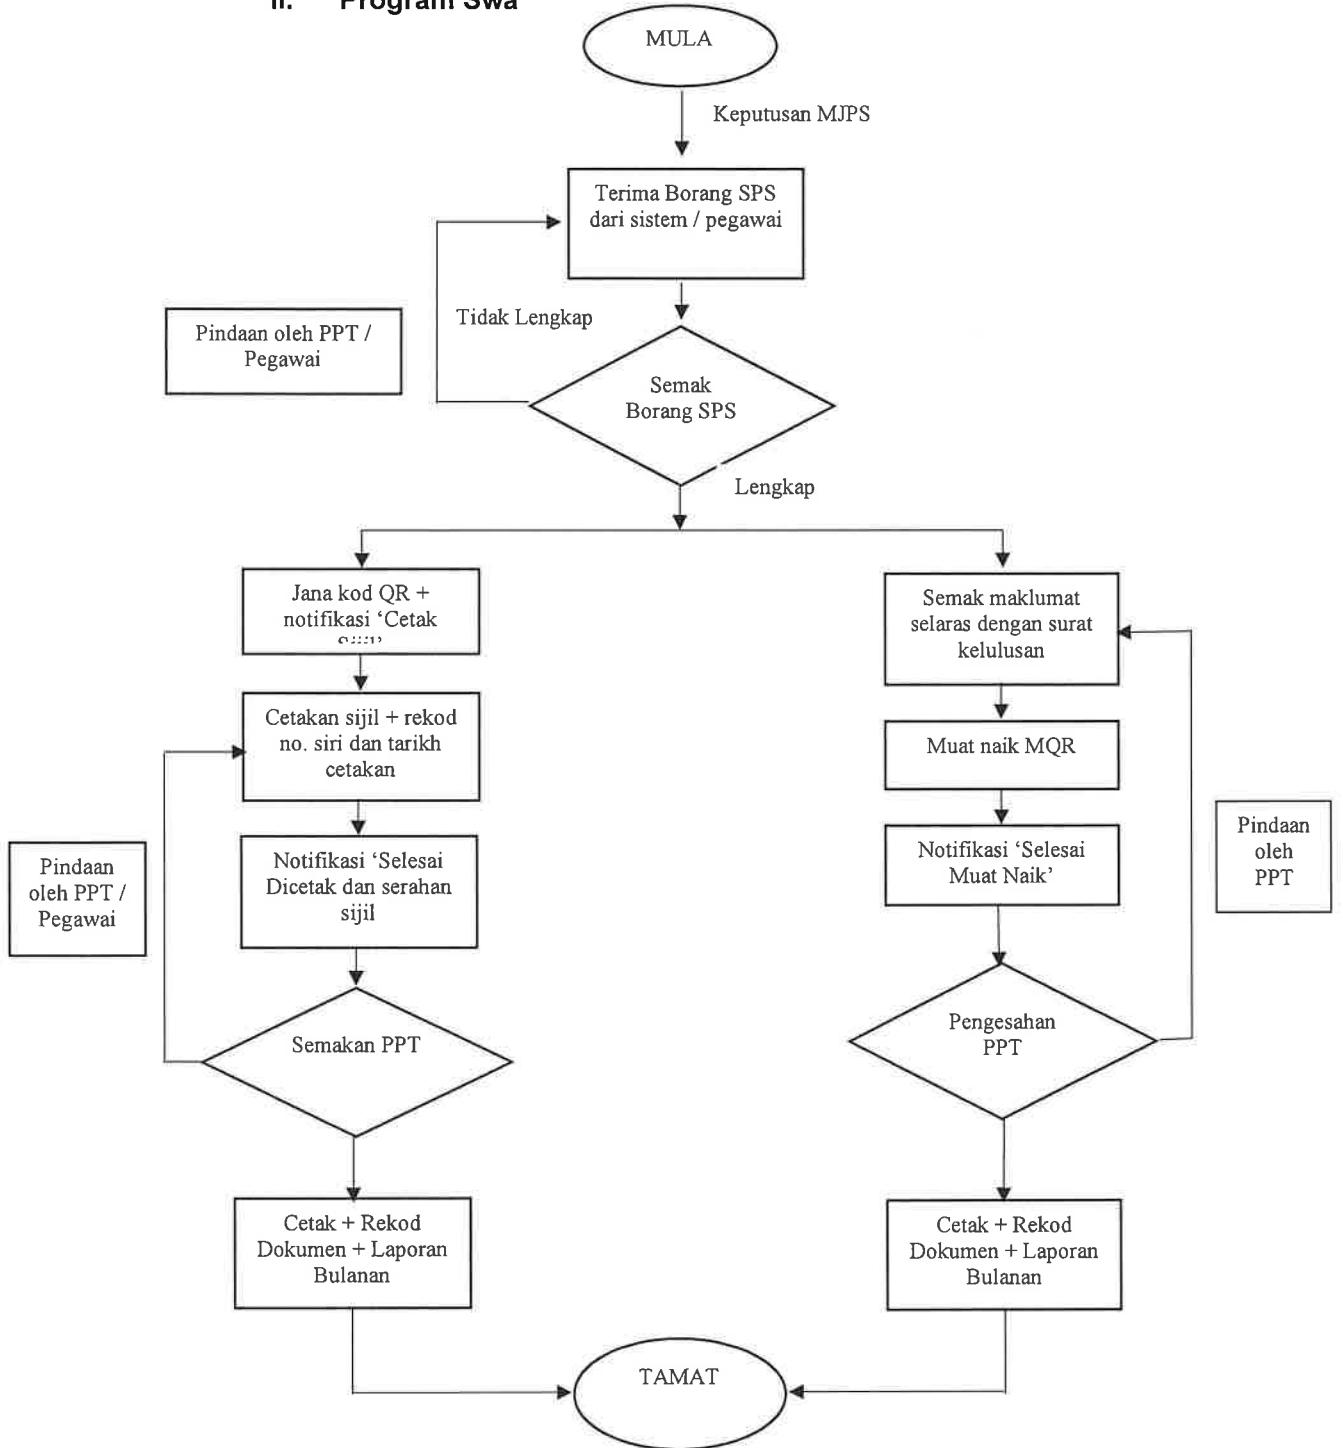 ii. Program Swa
MULA
Keputusan MJPS
Terima Borang SPS
dari sistem / pegawai
Tidak Lengkap
Pindaan oleh PPT /
Pegawai
Semak
Borang SPS
Lengkap
Jana kod QR +
notifikasi ‘Cetak
Cetakan sijil + rekod
no. siri dan tarikh
cetakan
Notifikasi ‘Selesai
Dicetak dan serahan
sijil
Pindaan
oleh PPT /
Pegawai
Semakan PPT
Cetak + Rekod
Dokumen + Laporan
Bulanan
Semak maklumat
selaras dengan surat
kelulusan
Muat naik MQR
Notifikasi ‘Selesai
Muat Naik’
Pindaan
oleh
PPT
Pengesahan
PPT
Cetak + Rekod
Dokumen + Laporan
Bulanan
TAMAT